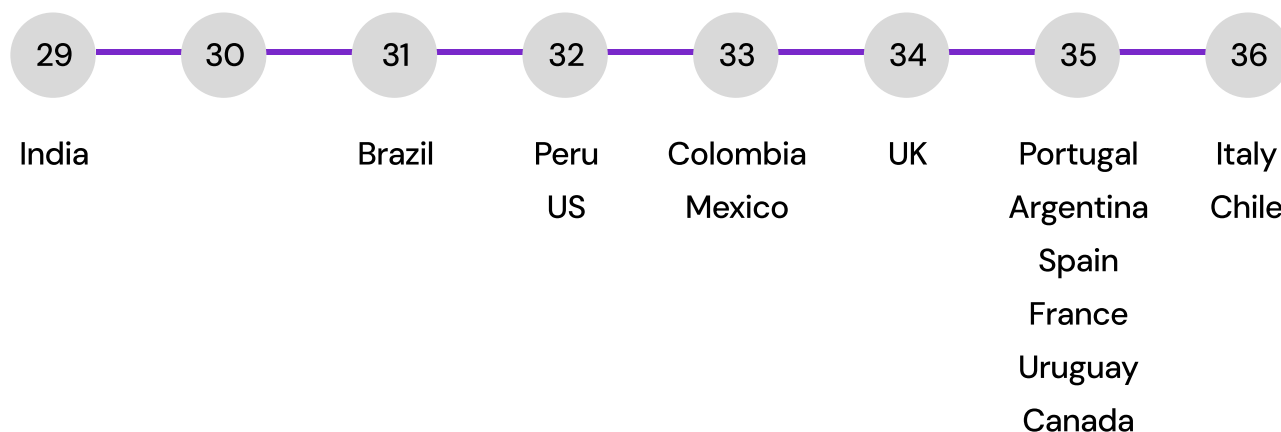 29 30 31 32 33 34 35 36
India Brazil Peru Colombia UK Portugal Italy
US Mexico Argentina Chile
Spain
France
Uruguay
Canada